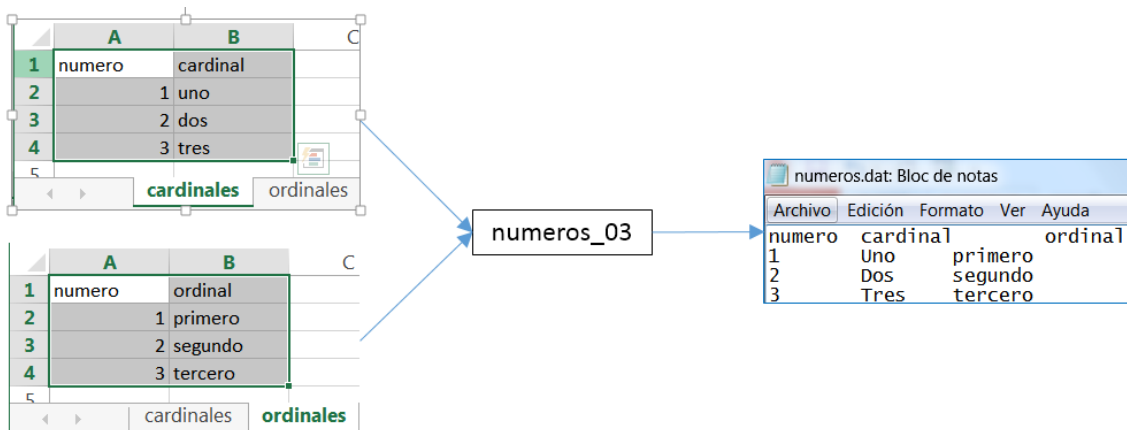 A B C
1 numero cardinal
2 1 uno
3 2 dos
4 3 tres
5
cardinales ordinales
A B C
1 numero ordinal
2 1 primero
3 2 segundo
4 3 tercero
5
cardinales ordinales
numeros_03
numeros.dat: Bloc de notas
Archivo Edición Formato Ver Ayuda
numero cardinal ordinal
1 Uno primero
2 Dos segundo
3 Tres tercero